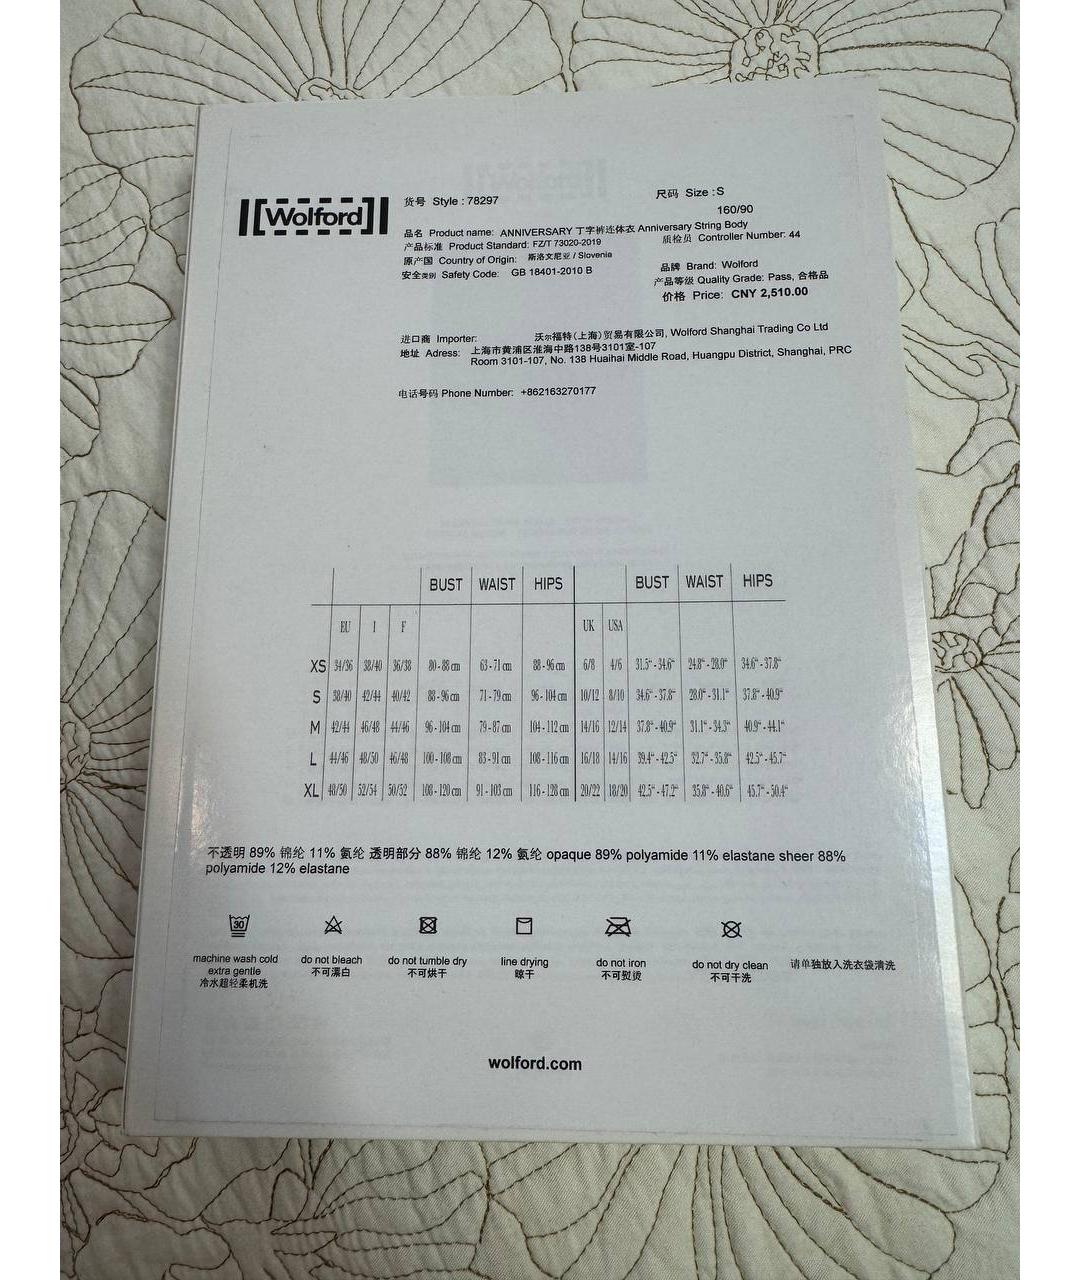 Wolford
货号 Style : 78297
尺码 Size : S
160/90
品名 Product name: ANNIVERSARY 丁字裤连体衣 Anniversary String Body
产品标准 Product Standard: FZ/T 73020-2019
质检员 Controller Number: 44
原产国 Country of Origin: 斯洛文尼亚 / Slovenia
安全类别 Safety Code: GB 18401-2010 B
品牌 Brand: Wolford
产品等级 Quality Grade: Pass, 合格品
价格 Price: CNY 2,510.00
进口商 Importer: 沃尔福特(上海)贸易有限公司, Wolford Shanghai Trading Co Ltd
地址 Adress: 上海市黄浦区淮海中路138号3101室-107
Room 3101-107, No. 138 Huaihai Middle Road, Huangpu District, Shanghai, PRC
电话号码 Phone Number: +862163270177
BUST WAIST HIPS BUST WAIST HIPS
EU I F UK USA
XS 34/36 38/40 36/38 80 - 88 cm 63 - 71 cm 88 - 96 cm 6/8 4/6 31.5“ - 34.6“ 24.8“ - 28.0“ 34.6“ - 37.8“
S 38/40 42/44 40/42 88 - 96 cm 71 - 79 cm 96 - 104 cm 10/12 8/10 34.6“ - 37.8“ 28.0“ - 31.1“ 37.8“ - 40.9“
M 42/44 46/48 44/46 96 - 104 cm 79 - 87 cm 104 - 112 cm 14/16 12/14 37.8“ - 40.9“ 31.1“ - 34.3“ 40.9“ - 44.1“
L 44/46 48/50 46/48 100 - 108 cm 83 - 91 cm 108 - 116 cm 16/18 14/16 39.4“ - 42.5“ 32.7“ - 35.8“ 42.5“ - 45.7“
XL 48/50 52/54 50/52 108 - 120 cm 91 - 103 cm 116 - 128 cm 20/22 18/20 42.5“ - 47.2“ 35.8“ - 40.6“ 45.7“ - 50.4“
不透明 89% 锦纶 11% 氨纶 透明部分 88% 锦纶 12% 氨纶 opaque 89% polyamide 11% elastane sheer 88%
polyamide 12% elastane
30
machine wash cold
extra gentle
冷水超轻柔机洗
do not bleach
不可漂白
do not tumble dry
不可烘干
line drying
晾干
do not iron
不可熨烫
do not dry clean
不可干洗
请单独放入洗衣袋清洗
wolford.com